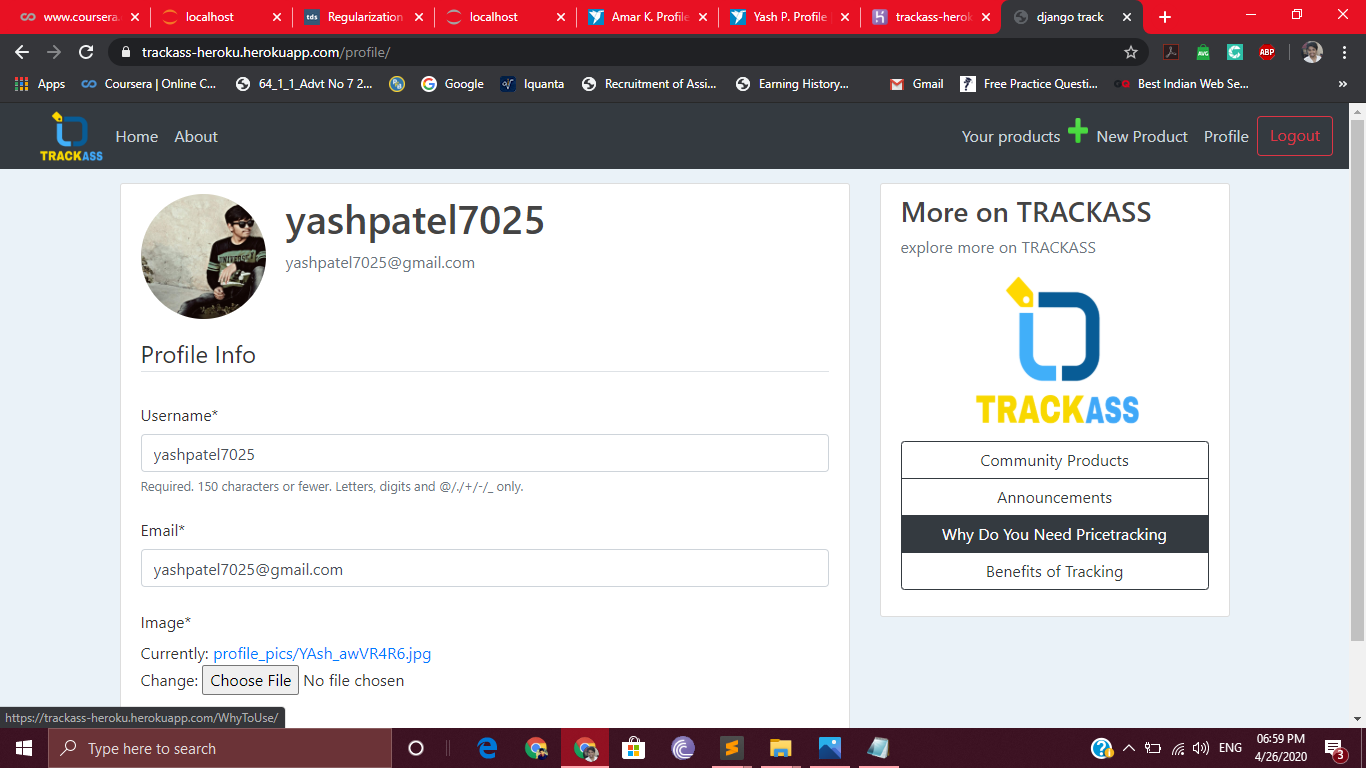 www.coursera.
localhost
Regularization
localhost
Amar K. Profile
Yash P. Profile
trackass-herok
django track
trackass-heroku.herokuapp.com/profile/
Apps
Coursera | Online C...
64_1_1_Advt No 7 2...
Google
Iquanta
Recruitment of Assi...
Earning History...
Gmail
Free Practice Questi...
Best Indian Web Se...
»
TRACKASS
Home
About
Your products
New Product
Profile
Logout
yashpatel7025
yashpatel7025@gmail.com
Profile Info
Username*
yashpatel7025
Required. 150 characters or fewer. Letters, digits and @/./+/-/_ only.
Email*
yashpatel7025@gmail.com
Image*
Currently: profile_pics/YAsh_awVR4R6.jpg
Change: Choose File No file chosen
More on TRACKASS
explore more on TRACKASS
TRACKASS
Community Products
Announcements
Why Do You Need Pricetracking
Benefits of Tracking
https://trackass-heroku.herokuapp.com/WhyToUse/
Type here to search
ENG
06:59 PM
4/26/2020
3